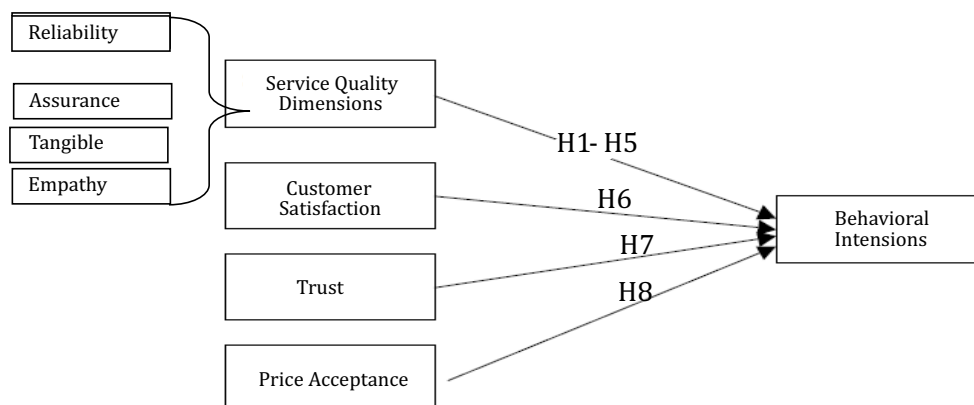 Reliability
Assurance
Tangible
Empathy
Service Quality
Dimensions
Customer
Satisfaction
Trust
Price Acceptance
H1- H5
H6
H7
H8
Behavioral
Intensions